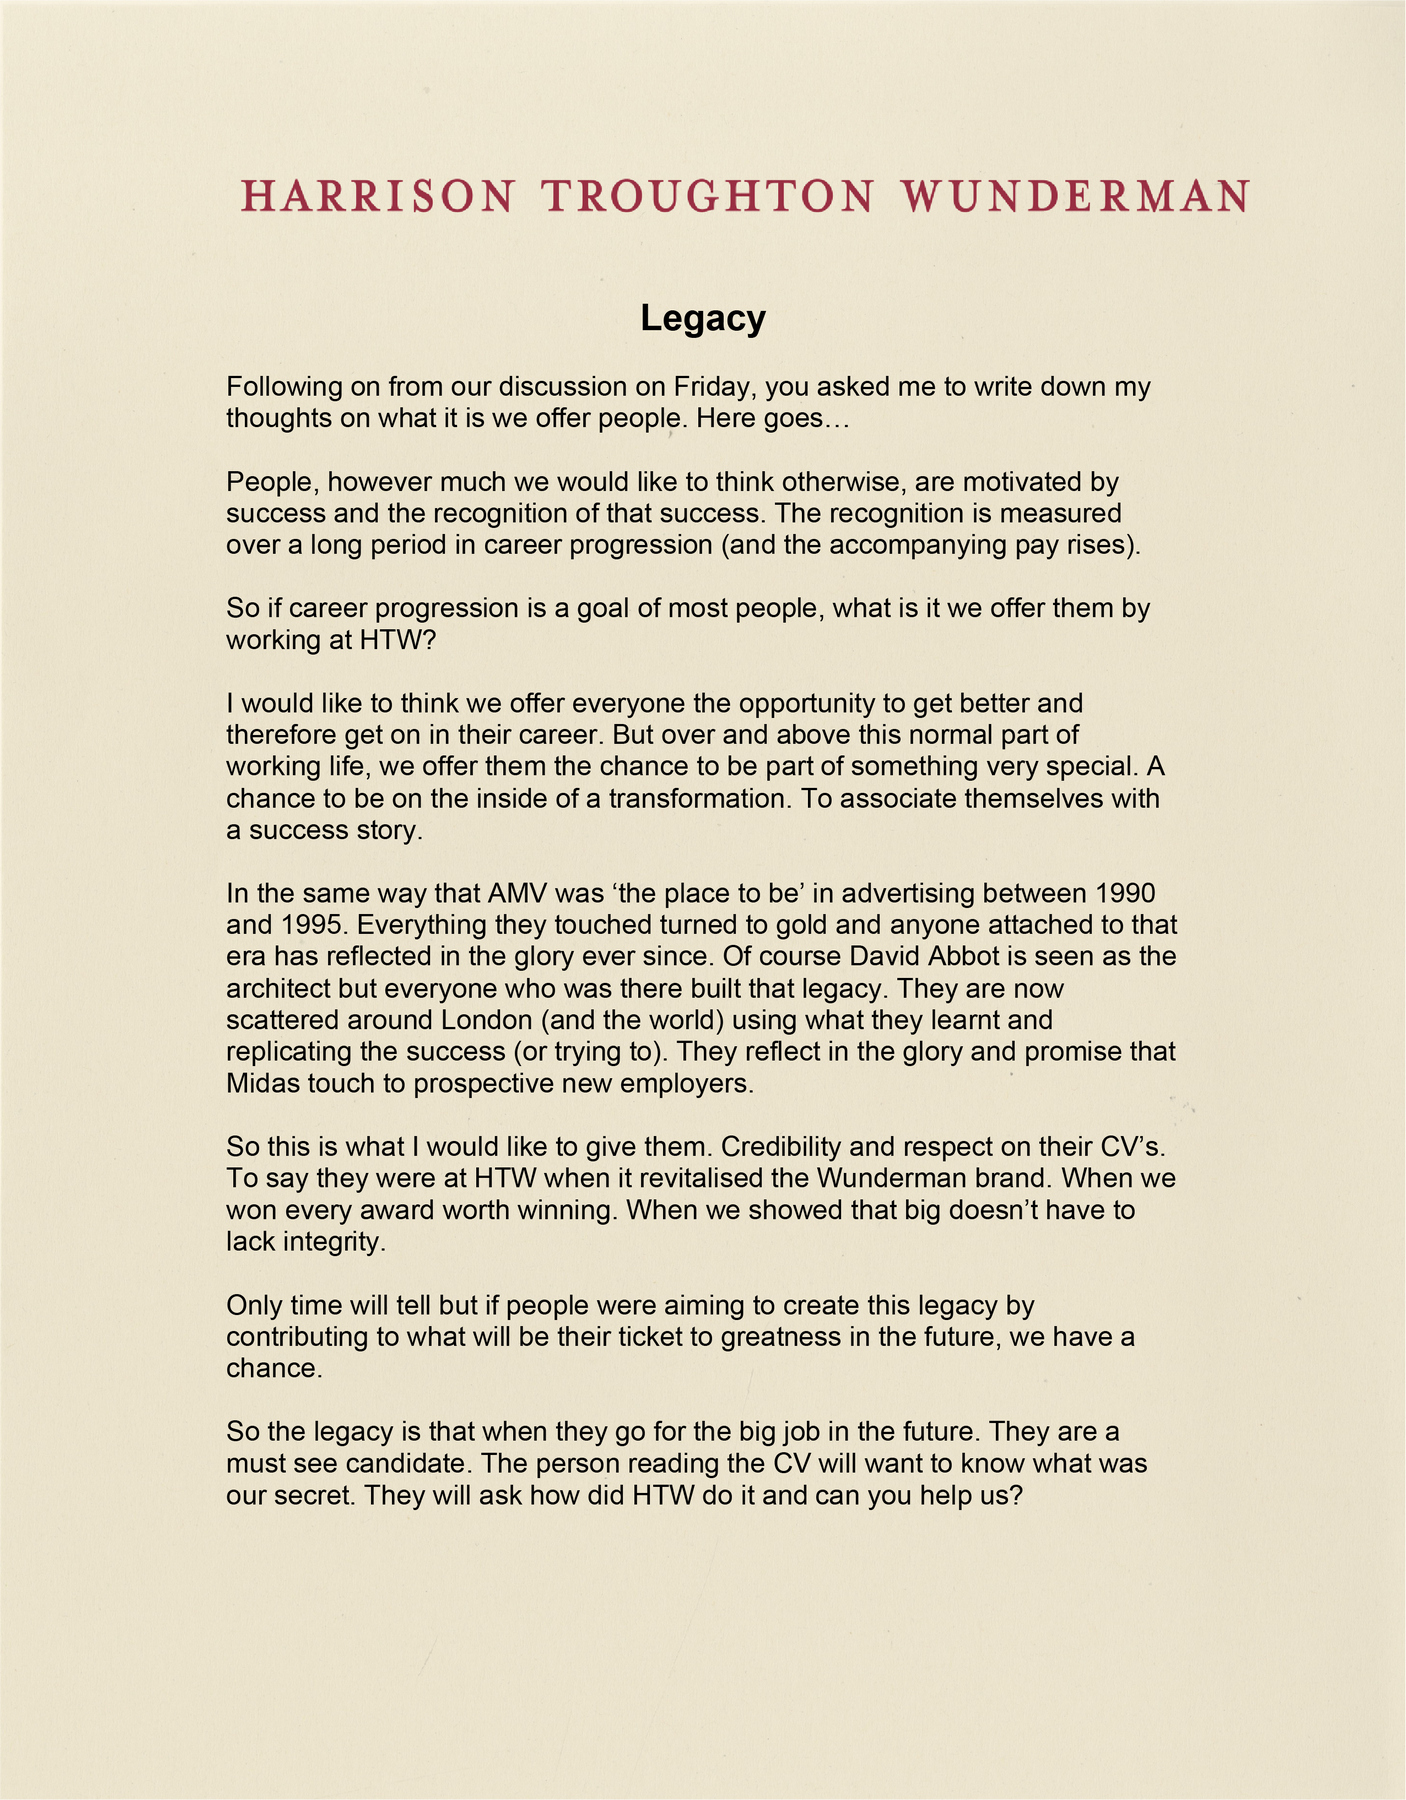 HARRISON TROUGHTON WUNDERMAN
Legacy
Following on from our discussion on Friday, you asked me to write down my
thoughts on what it is we offer people. Here goes…
People, however much we would like to think otherwise, are motivated by
success and the recognition of that success. The recognition is measured
over a long period in career progression (and the accompanying pay rises).
So if career progression is a goal of most people, what is it we offer them by
working at HTW?
I would like to think we offer everyone the opportunity to get better and
therefore get on in their career. But over and above this normal part of
working life, we offer them the chance to be part of something very special. A
chance to be on the inside of a transformation. To associate themselves with
a success story.
In the same way that AMV was ‘the place to be’ in advertising between 1990
and 1995. Everything they touched turned to gold and anyone attached to that
era has reflected in the glory ever since. Of course David Abbot is seen as the
architect but everyone who was there built that legacy. They are now
scattered around London (and the world) using what they learnt and
replicating the success (or trying to). They reflect in the glory and promise that
Midas touch to prospective new employers.
So this is what I would like to give them. Credibility and respect on their CV’s.
To say they were at HTW when it revitalised the Wunderman brand. When we
won every award worth winning. When we showed that big doesn’t have to
lack integrity.
Only time will tell but if people were aiming to create this legacy by
contributing to what will be their ticket to greatness in the future, we have a
chance.
So the legacy is that when they go for the big job in the future. They are a
must see candidate. The person reading the CV will want to know what was
our secret. They will ask how did HTW do it and can you help us?